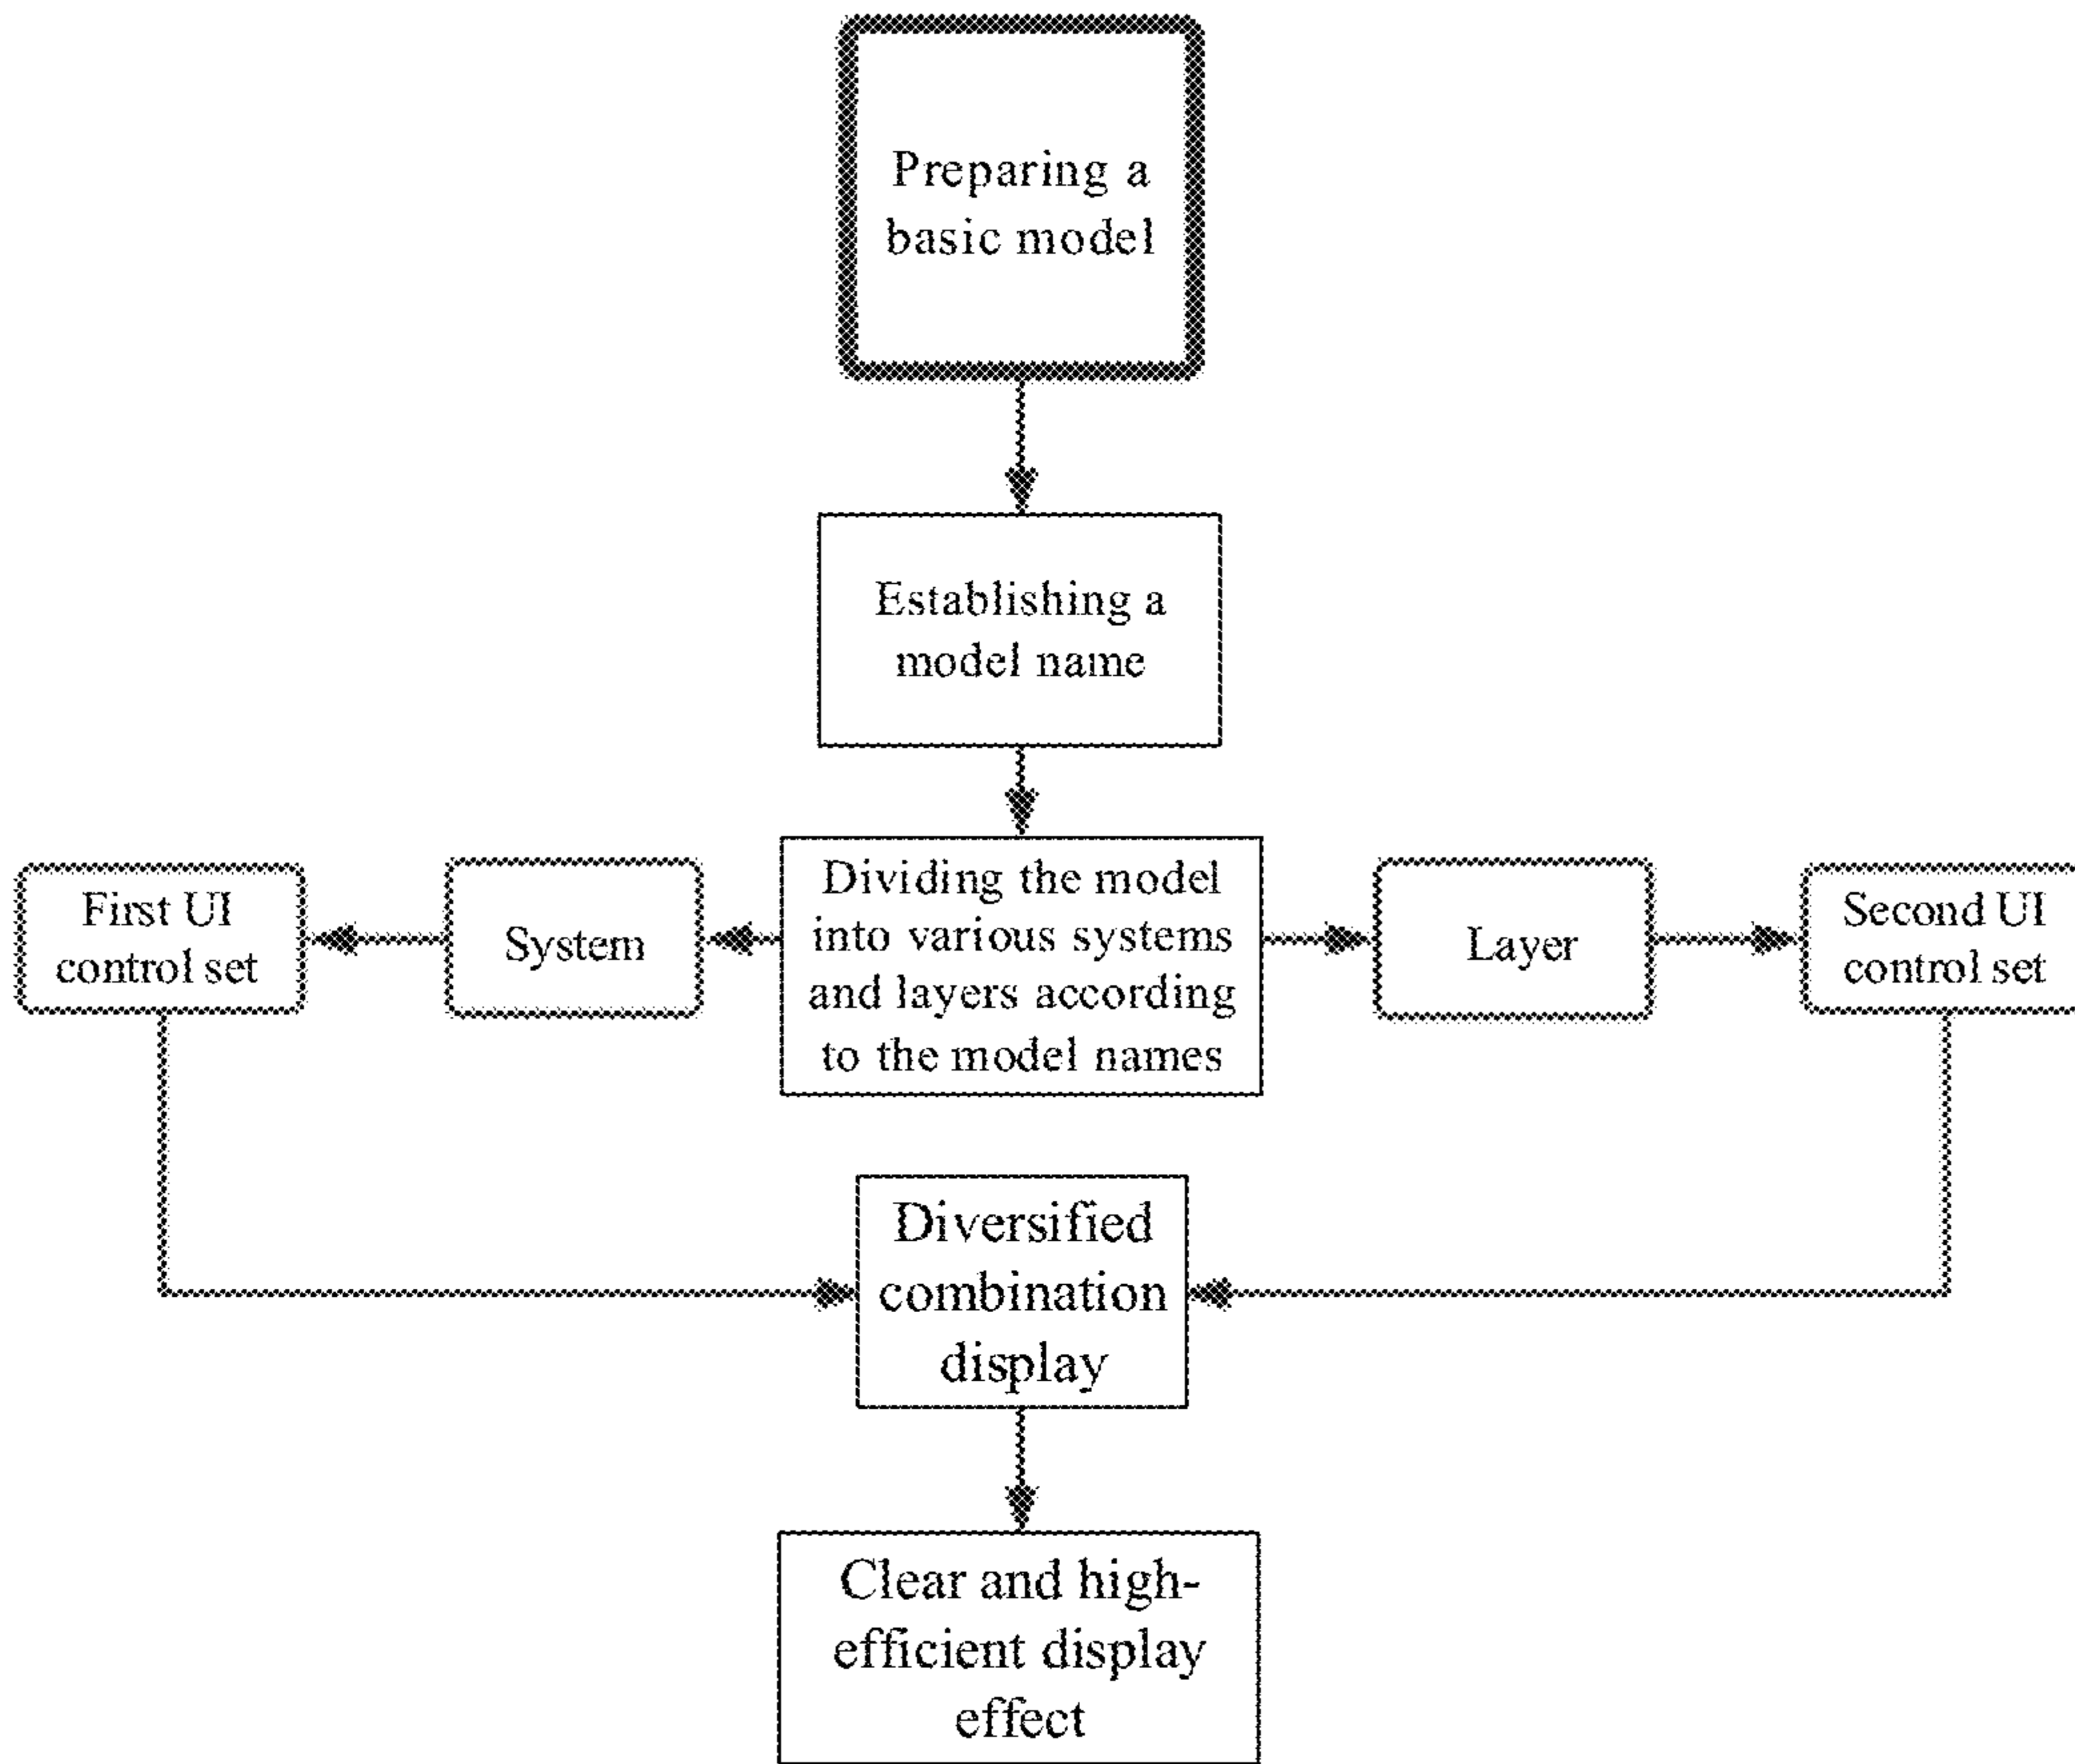 Preparing a
basic model
Establishing a
model name
First UI
control set
System
Dividing the model
into various systems
and layers according
to the model names
Layer
Second UI
control set
Diversified
combination
display
Clear and high-
efficient display
effect